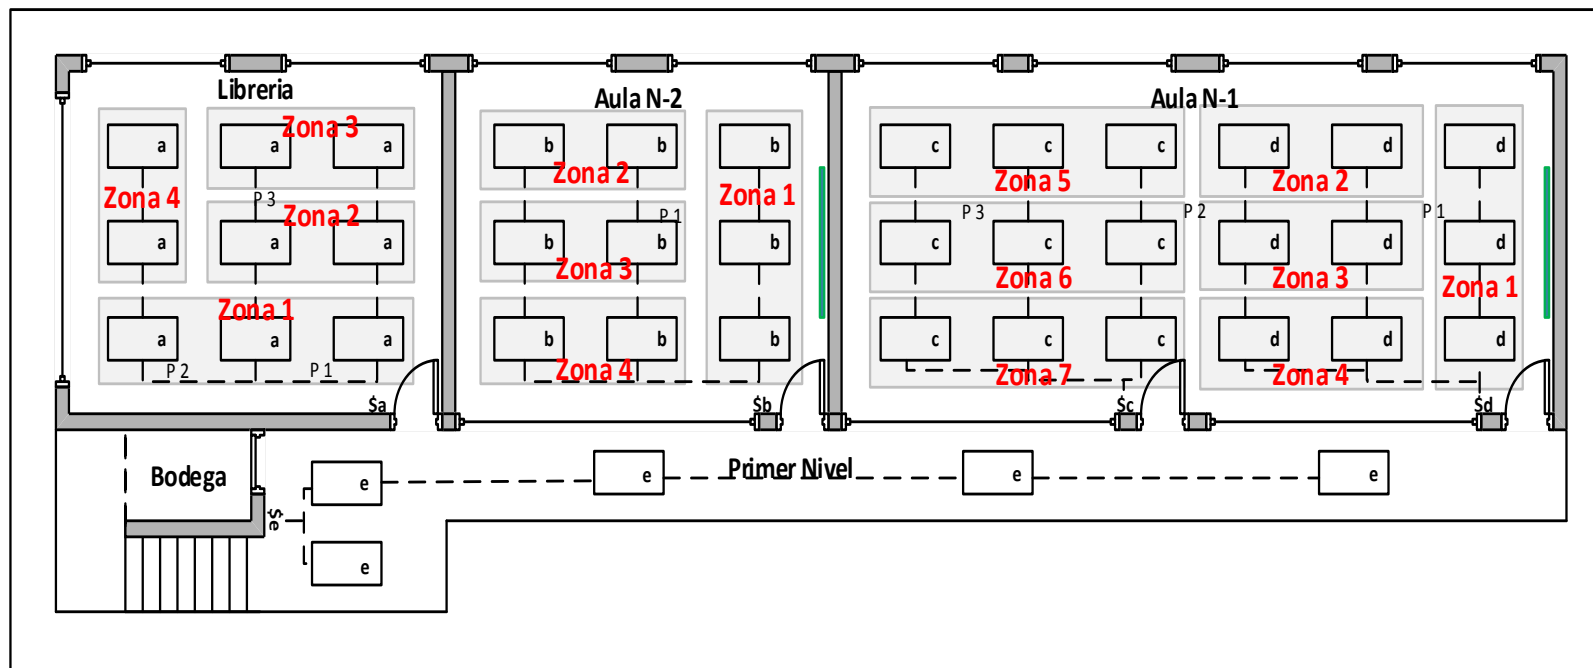 Libreria
Aula N-2
Aula N-1
a
Zona 3
a
a
b
Zona 2
b
b
c
c
c
d
d
d
Zona 5
Zona 2
Zona 4
P 3
Zona 2
Zona 1
P 1
P 3
P 2
P 1
a
a
a
b
b
b
c
c
c
d
d
d
Zona 3
Zona 6
Zona 3
Zona 1
Zona 1
a
a
a
b
b
b
c
c
c
d
d
d
P 2
P 1
Zona 4
Zona 7
Zona 4
$a
$b
$c
$d
Bodega
Primer Nivel
e
e
e
e
$e
e